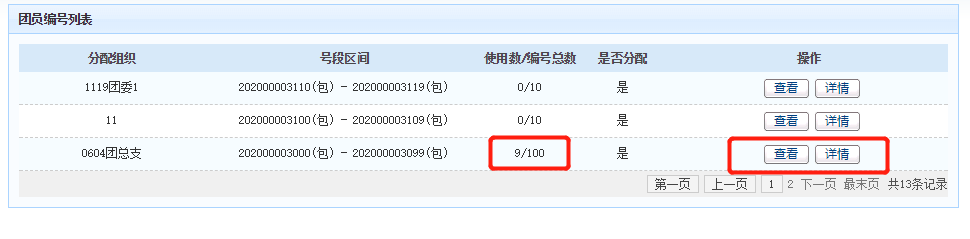 团员编号列表
分配组织 号段区间 使用数/编号总数 是否分配 操作
1119团委1 202000003110(包) - 202000003119(包) 0/10 是 查看 详情
11 202000003100(包) - 202000003109(包) 0/10 是 查看 详情
0604团总支 202000003000(包) - 202000003099(包) 9/100 是 查看 详情
第一页 上一页 1 2 下一页 最末页 共13条记录